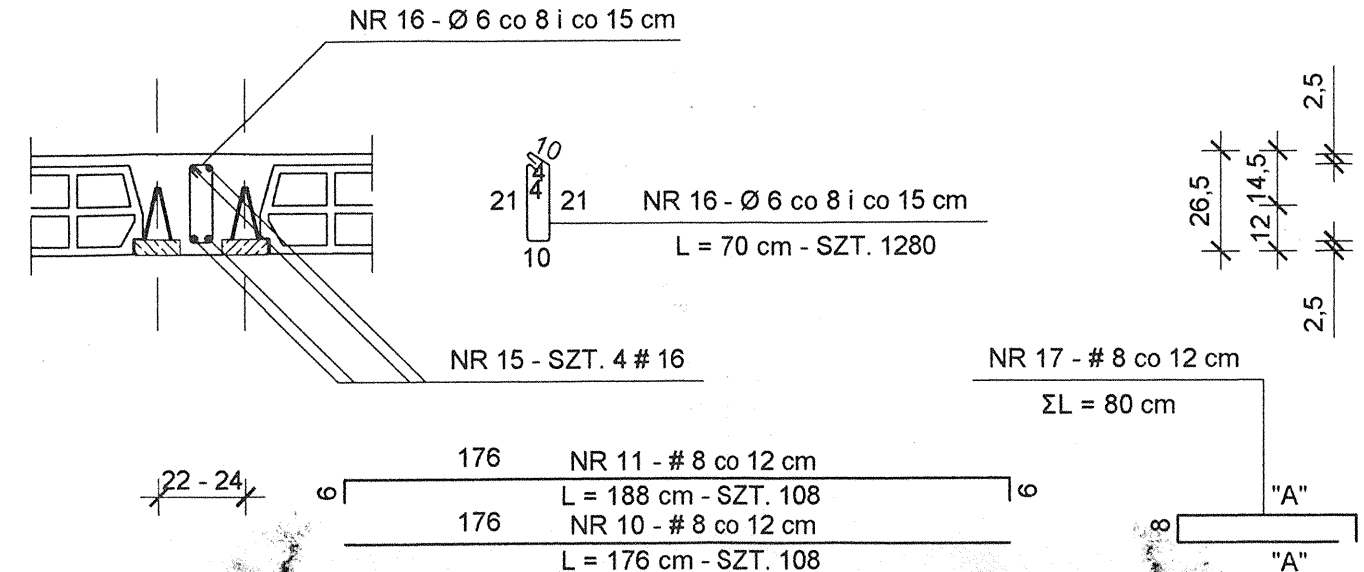 NR 16 - Ø 6 co 8 i co 15 cm
2,5
10
4
4
21
21
NR 16 - Ø 6 co 8 i co 15 cm
L = 70 cm - SZT. 1280
10
26,5
12
14,5
2,5
NR 15 - SZT. 4 # 16
NR 17 - # 8 co 12 cm
ΣL = 80 cm
22 - 24
176
NR 11 - # 8 co 12 cm
6
6
L = 188 cm - SZT. 108
176
NR 10 - # 8 co 12 cm
L = 176 cm - SZT. 108
"A"
8
"A"